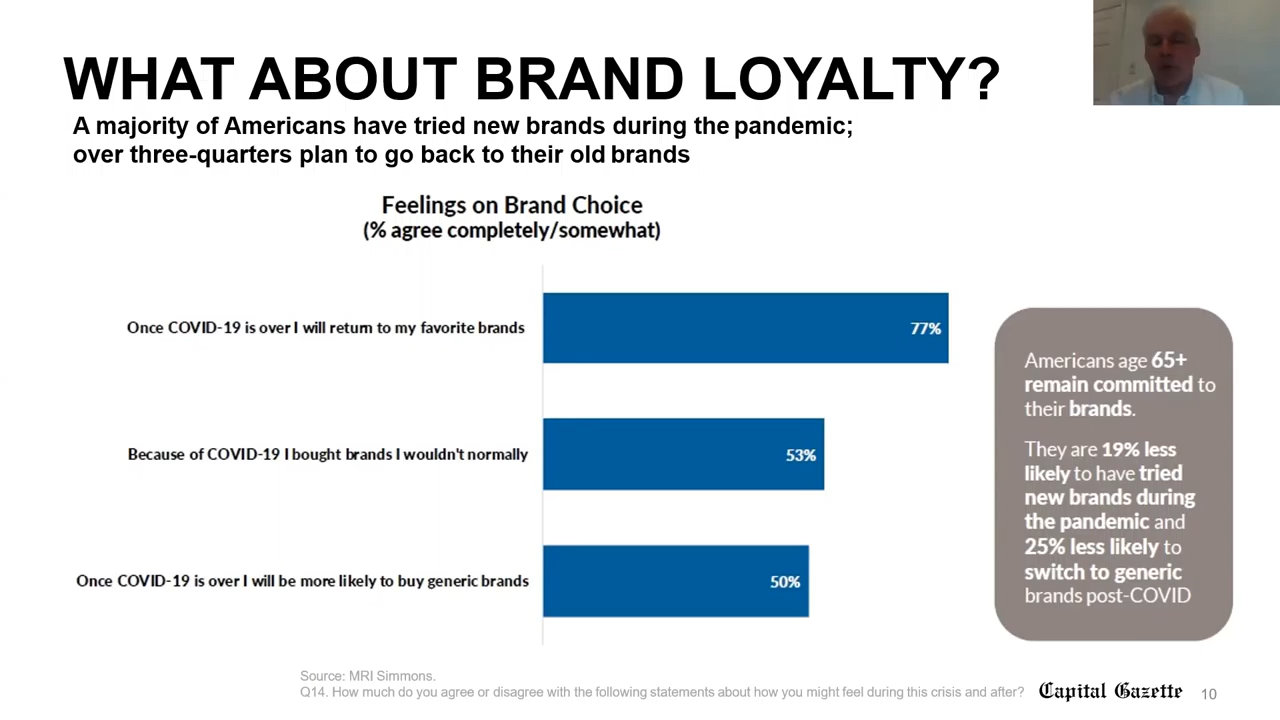 WHAT ABOUT BRAND LOYALTY?
A majority of Americans have tried new brands during the pandemic;
over three-quarters plan to go back to their old brands
Feelings on Brand Choice
(% agree completely/somewhat)
Once COVID-19 is over I will return to my favorite brands
77%
Because of COVID-19 I bought brands I wouldn't normally
53%
Once COVID-19 is over I will be more likely to buy generic brands
50%
Americans age 65+
remain committed to
their brands.
They are 19% less
likely to have tried
new brands during
the pandemic and
25% less likely to
switch to generic
brands post-COVID
Source: MRI Simmons.
Q14. How much do you agree or disagree with the following statements about how you might feel during this crisis and after?
Capital Gazette
10